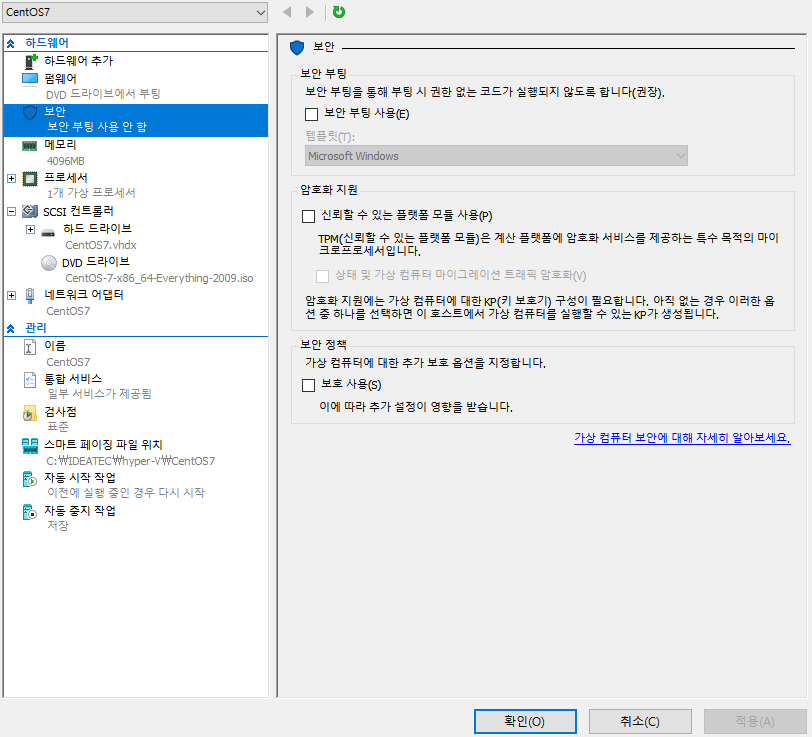 CentOS7
하드웨어
하드웨어 추가
펌웨어
DVD 드라이브에서 부팅
보안
보안 부팅 사용 안 함
메모리
4096MB
프로세서
1개 가상 프로세서
SCSI 컨트롤러
하드 드라이브
CentOS7.vhdx
DVD 드라이브
CentOS-7-x86_64-Everything-2009.iso
네트워크 어댑터
CentOS7
관리
이름
CentOS7
통합 서비스
일부 서비스가 제공됨
검사점
표준
스마트 페이징 파일 위치
C:₩IDEATEC₩hyper-V₩CentOS7
자동 시작 작업
이전에 실행 중인 경우 다시 시작
자동 중지 작업
저장
보안
보안 부팅
보안 부팅을 통해 부팅 시 권한 없는 코드가 실행되지 않도록 합니다(권장).
보안 부팅 사용(E)
템플릿(T):
Microsoft Windows
암호화 지원
신뢰할 수 있는 플랫폼 모듈 사용(P)
TPM(신뢰할 수 있는 플랫폼 모듈)은 계산 플랫폼에 암호화 서비스를 제공하는 특수 목적의 마이
크로프로세서입니다.
상태 및 가상 컴퓨터 마이그레이션 트래픽 암호화(V)
암호화 지원에는 가상 컴퓨터에 대한 KP(키 보호기) 구성이 필요합니다. 아직 없는 경우 이러한 옵
션 중 하나를 선택하면 이 호스트에서 가상 컴퓨터를 실행할 수 있는 KP가 생성됩니다.
보안 정책
가상 컴퓨터에 대한 추가 보호 옵션을 지정합니다.
보호 사용(S)
이에 따라 추가 설정이 영향을 받습니다.
가상 컴퓨터 보안에 대해 자세히 알아보세요.
확인(O)
취소(C)
적용(A)